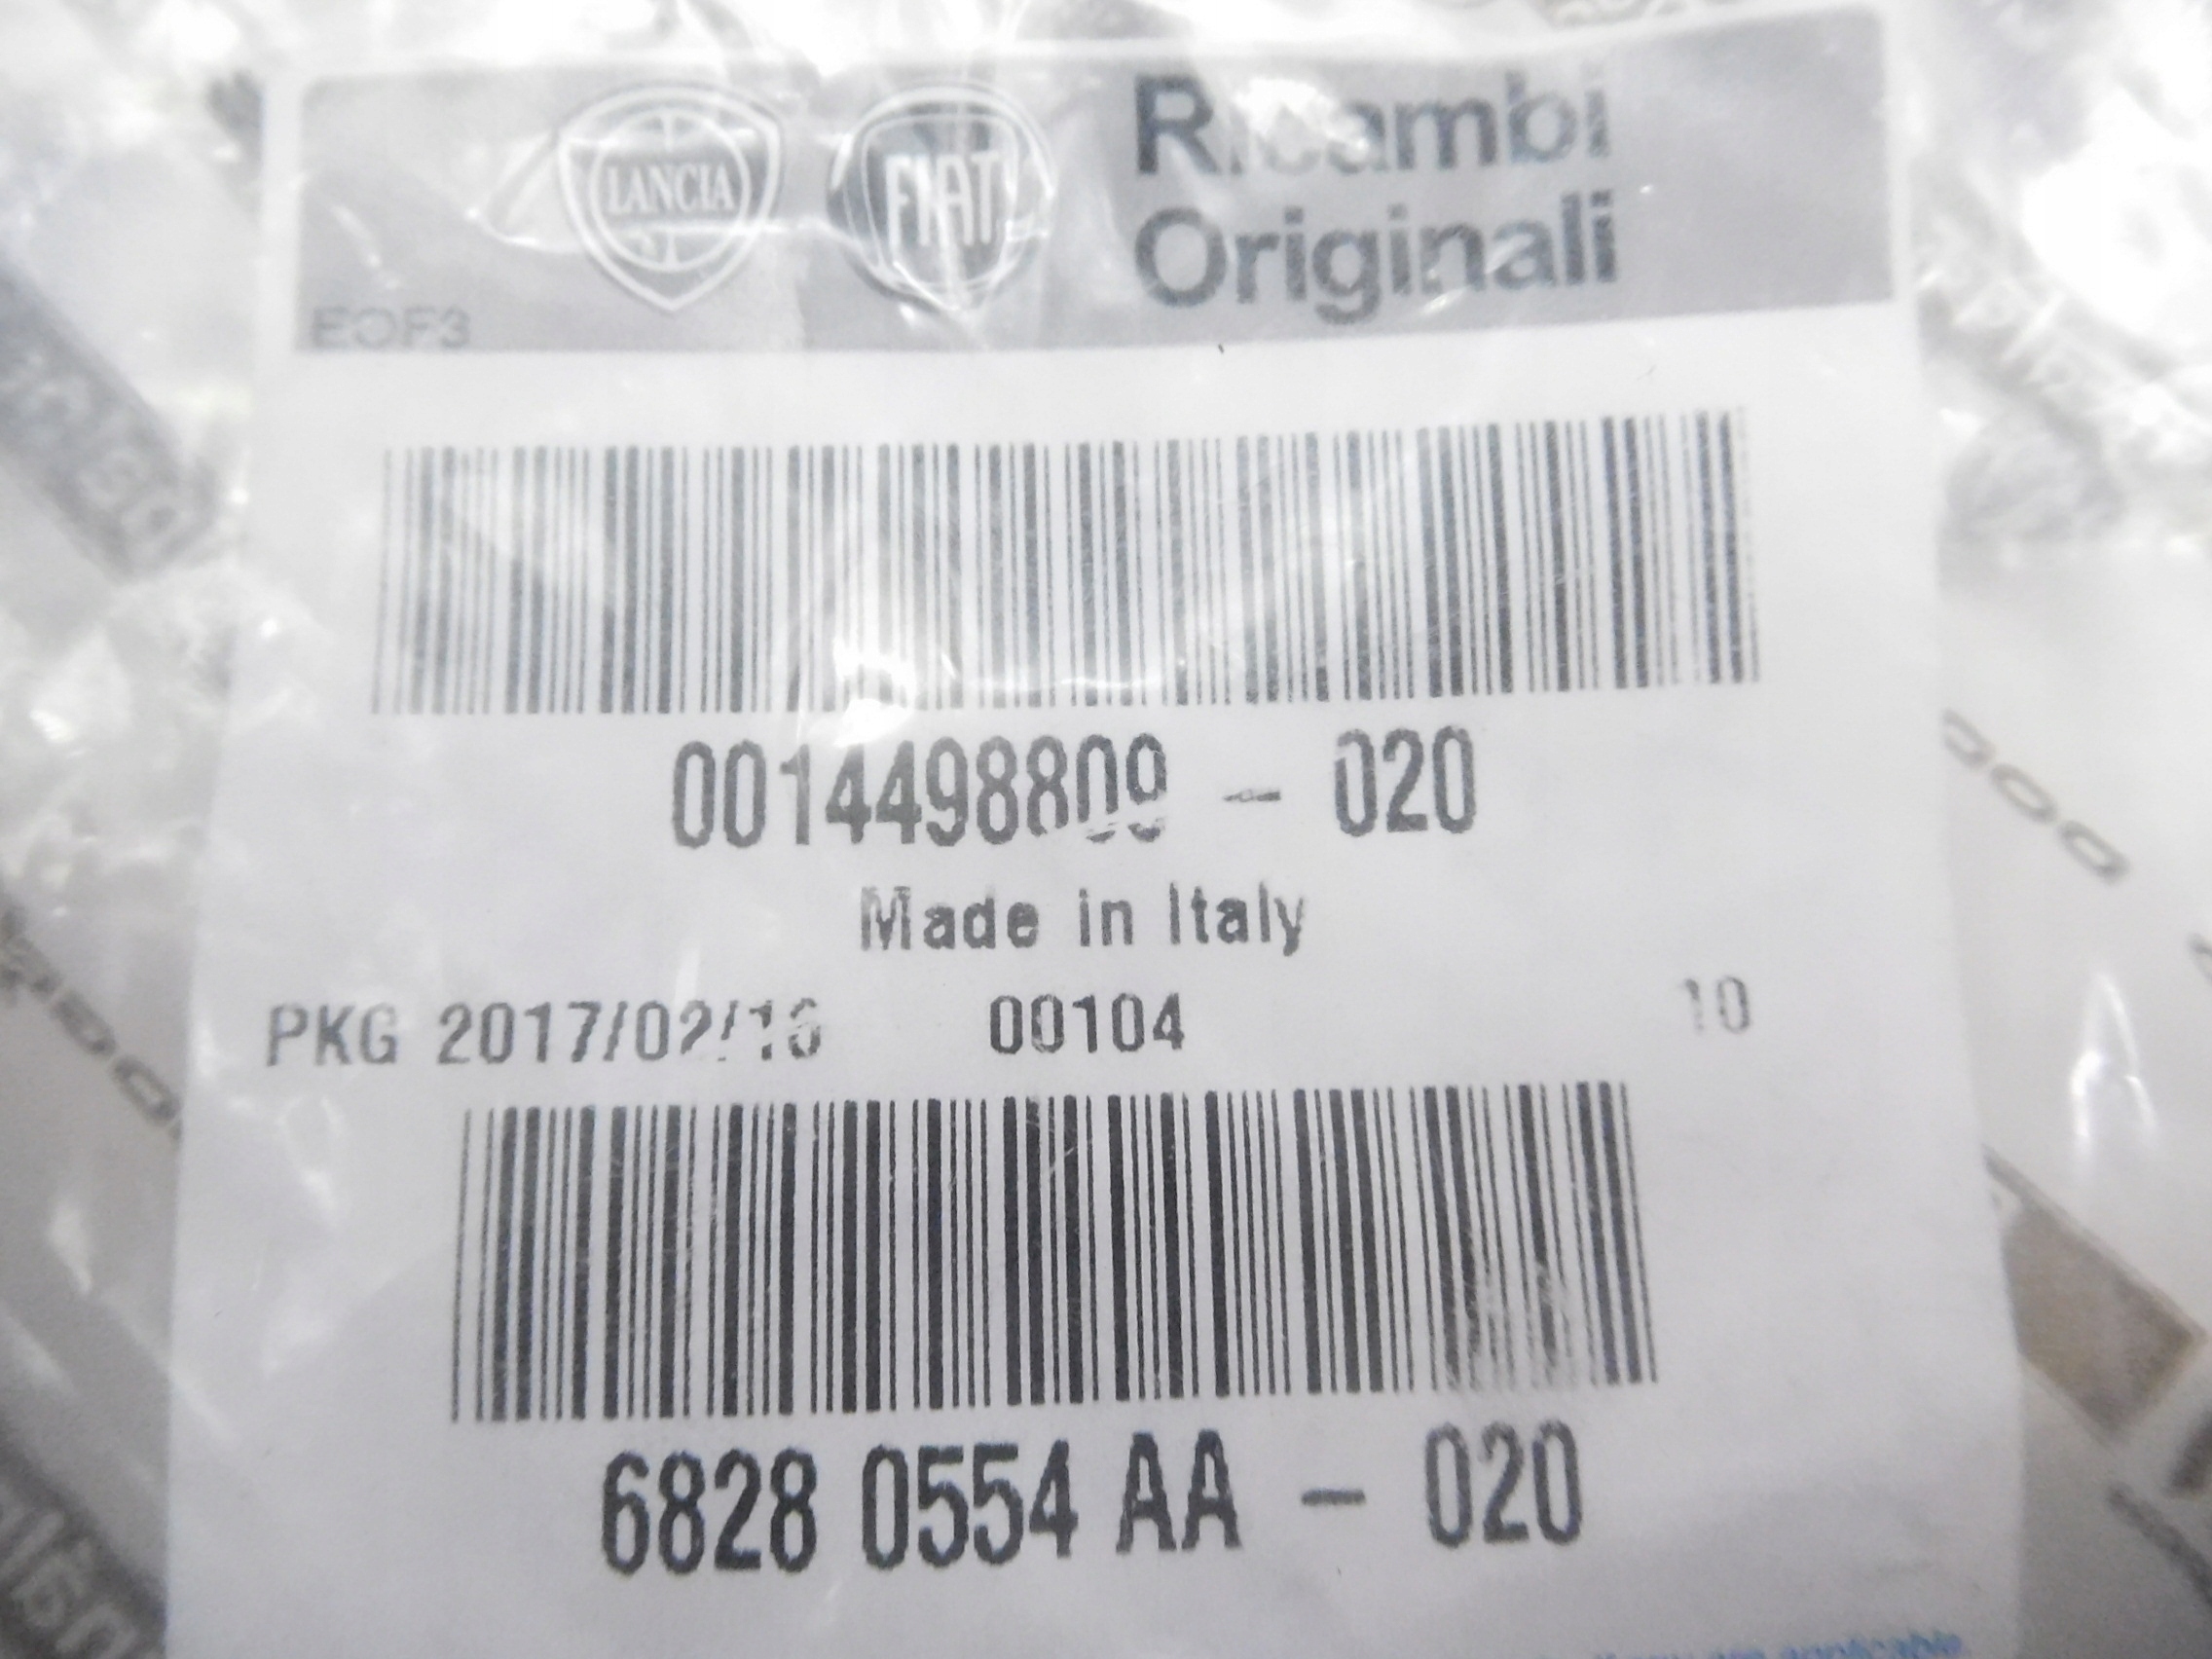 LANCIA FIAT Ricambi
Originali
EOF3
0014498809 - 020
Made in Italy
PKG 2017/02/16 00104 10
6828 0554 AA - 020
applicable